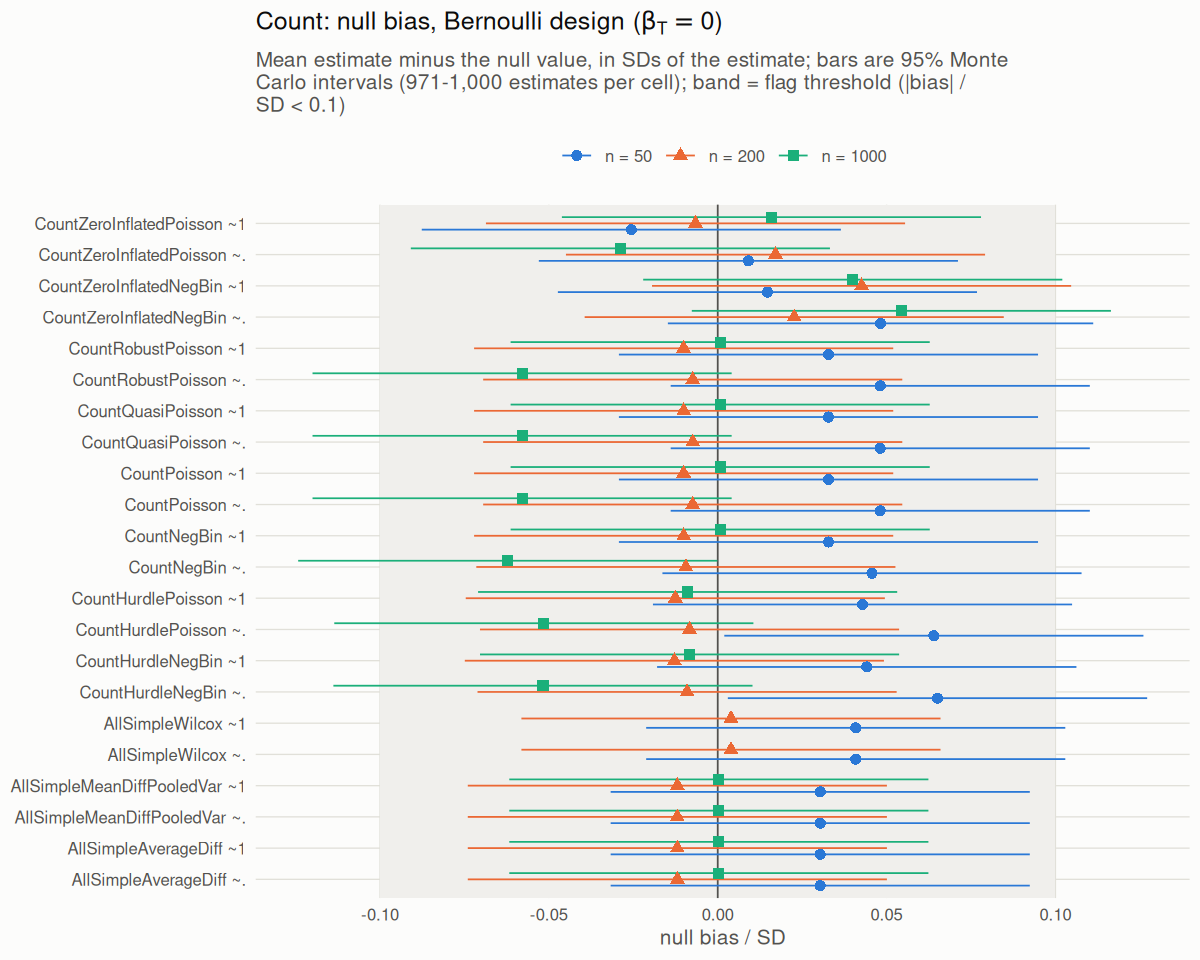 Count: null bias, Bernoulli design (β_T = 0)
Mean estimate minus the null value, in SDs of the estimate; bars are 95% Monte
Carlo intervals (971-1,000 estimates per cell); band = flag threshold (|bias| /
SD < 0.1)
n = 50 n = 200 n = 1000
CountZeroInflatedPoisson ~1
CountZeroInflatedPoisson ~.
CountZeroInflatedNegBin ~1
CountZeroInflatedNegBin ~.
CountRobustPoisson ~1
CountRobustPoisson ~.
CountQuasiPoisson ~1
CountQuasiPoisson ~.
CountPoisson ~1
CountPoisson ~.
CountNegBin ~1
CountNegBin ~.
CountHurdlePoisson ~1
CountHurdlePoisson ~.
CountHurdleNegBin ~1
CountHurdleNegBin ~.
AllSimpleWilcox ~1
AllSimpleWilcox ~.
AllSimpleMeanDiffPooledVar ~1
AllSimpleMeanDiffPooledVar ~.
AllSimpleAverageDiff ~1
AllSimpleAverageDiff ~.
-0.10 -0.05 0.00 0.05 0.10
null bias / SD